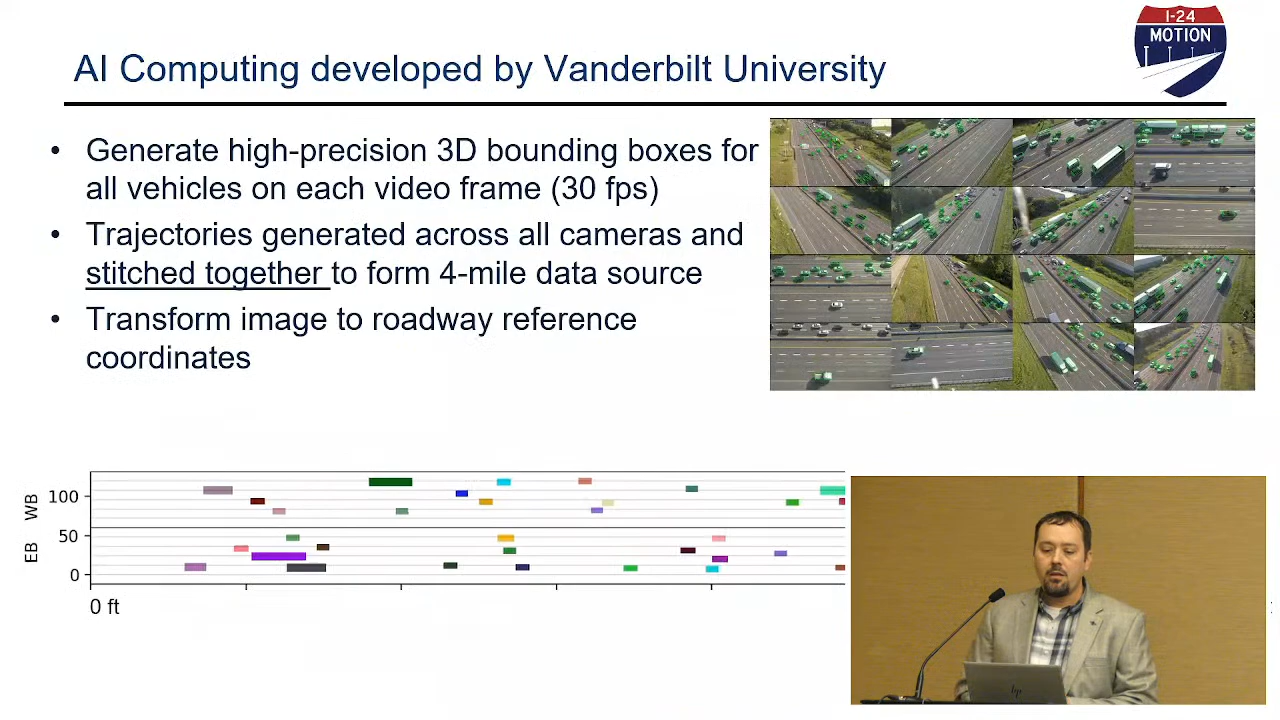 I-24
MOTION
AI Computing developed by Vanderbilt University
• Generate high-precision 3D bounding boxes for
all vehicles on each video frame (30 fps)
• Trajectories generated across all cameras and
stitched together to form 4-mile data source
• Transform image to roadway reference
coordinates
WB
100
EB
50
0
0 ft
hp